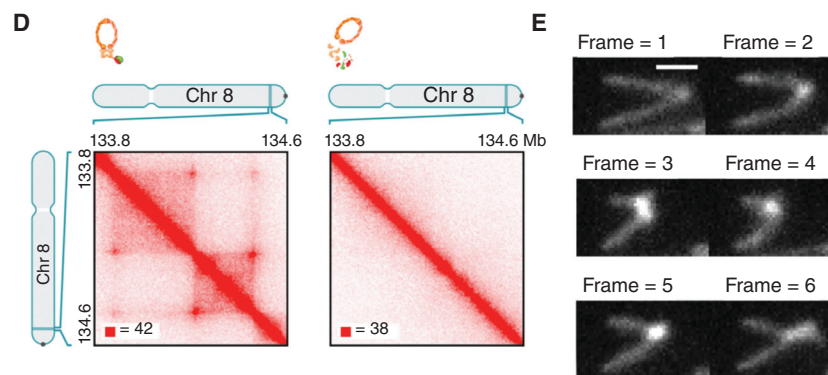 D
Chr 8
Chr 8
133.8
134.6
133.8
134.6 Mb
133.8
Chr 8
134.6
= 42
= 38
E
Frame = 1
Frame = 2
Frame = 3
Frame = 4
Frame = 5
Frame = 6